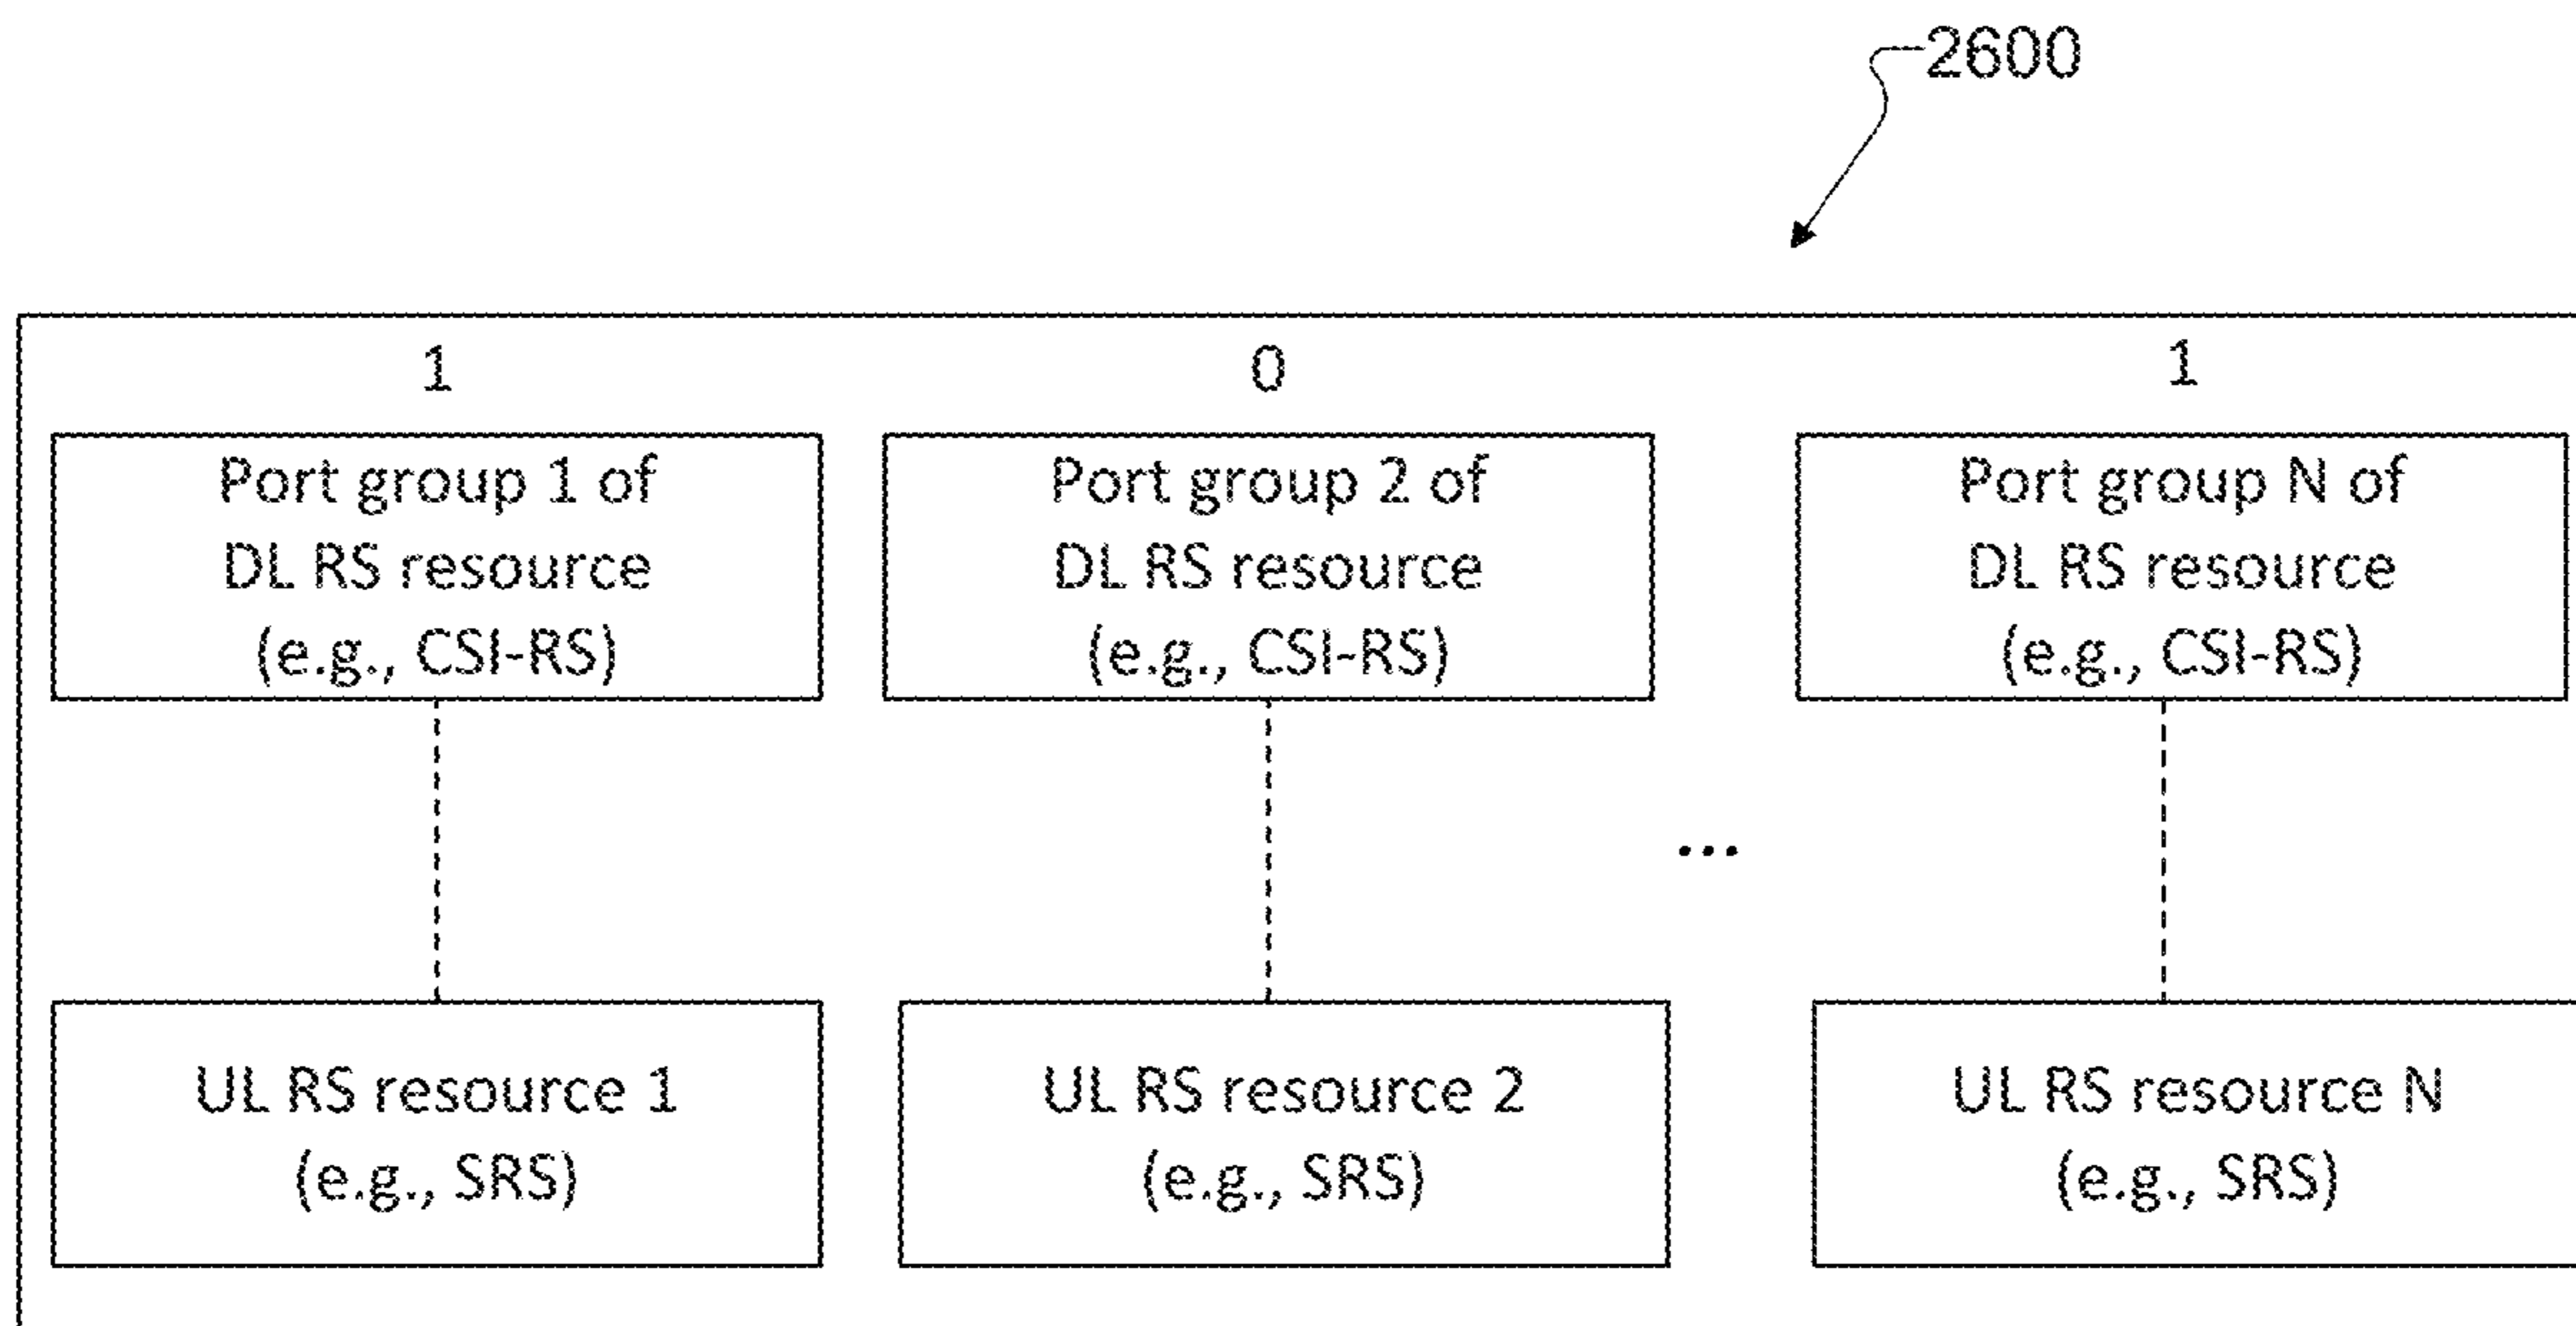 2600
1
0
1
Port group 1 of
DL RS resource
(e.g., CSI-RS)
Port group 2 of
DL RS resource
(e.g., CSI-RS)
Port group N of
DL RS resource
(e.g., CSI-RS)
...
UL RS resource 1
(e.g., SRS)
UL RS resource 2
(e.g., SRS)
UL RS resource N
(e.g., SRS)